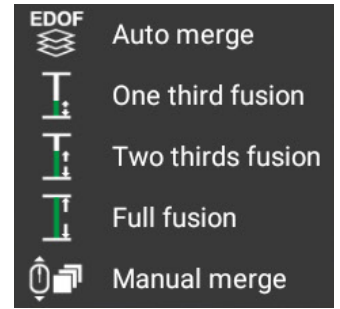 EDOF
Auto merge
One third fusion
Two thirds fusion
Full fusion
Manual merge